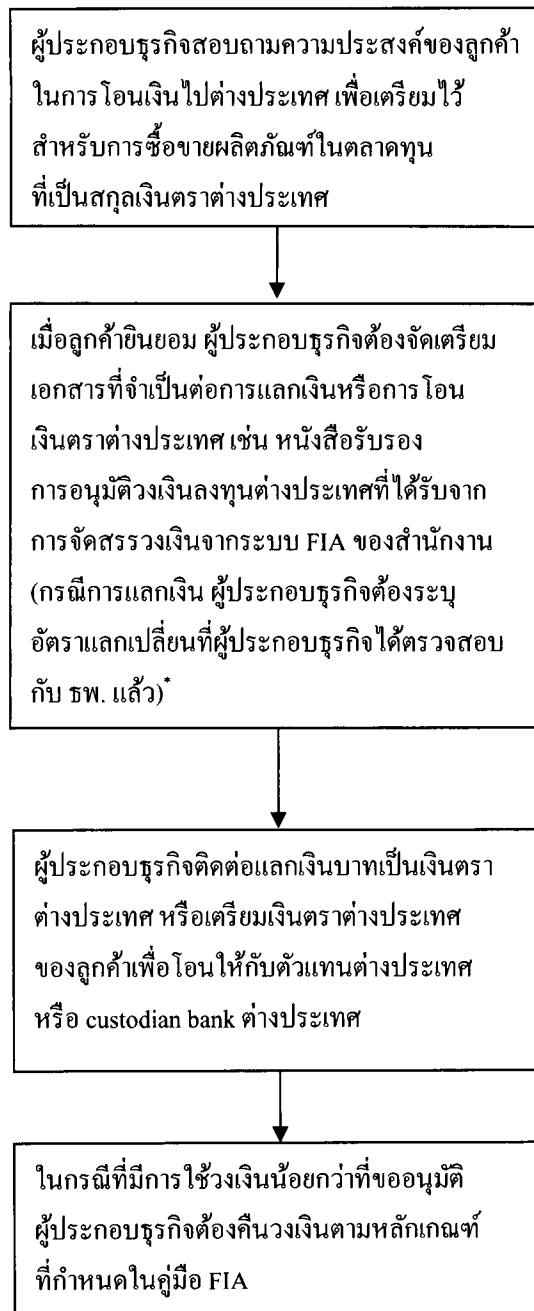 ผู้ประกอบธุรกิจสอบถามความประสงค์ของลูกค้า
ในการโอนเงินไปต่างประเทศ เพื่อเตรียมไว้
สำหรับการซื้อขายผลิตภัณฑ์ในตลาดทุน
ที่เป็นสกุลเงินตราต่างประเทศ
เมื่อลูกค้ายินยอม ผู้ประกอบธุรกิจต้องจัดเตรียม
เอกสารที่จำเป็นต่อการแลกเงินหรือการโอน
เงินตราต่างประเทศ เช่น หนังสือรับรอง
การอนุมัติวงเงินลงทุนต่างประเทศที่ได้รับจาก
การจัดสรรวงเงินจากระบบ FIA ของสำนักงาน
(กรณีการแลกเงิน ผู้ประกอบธุรกิจต้องระบุ
อัตราแลกเปลี่ยนที่ผู้ประกอบธุรกิจได้ตรวจสอบ
กับ ธพ. แล้ว)*
ผู้ประกอบธุรกิจติดต่อแลกเงินบาทเป็นเงินตรา
ต่างประเทศ หรือเตรียมเงินตราต่างประเทศ
ของลูกค้าเพื่อโอนให้กับตัวแทนต่างประเทศ
หรือ custodian bank ต่างประเทศ
ในกรณีที่มีการใช้วงเงินน้อยกว่าที่ขออนุมัติ
ผู้ประกอบธุรกิจต้องคืนวงเงินตามหลักเกณฑ์
ที่กำหนดในคู่มือ FIA